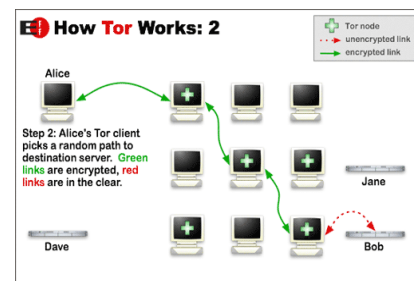 EFF How Tor Works: 2
Tor node
unencrypted link
encrypted link
Alice
Step 2: Alice's Tor client
picks a random path to
destination server. Green
links are encrypted, red
links are in the clear.
Jane
Dave
Bob